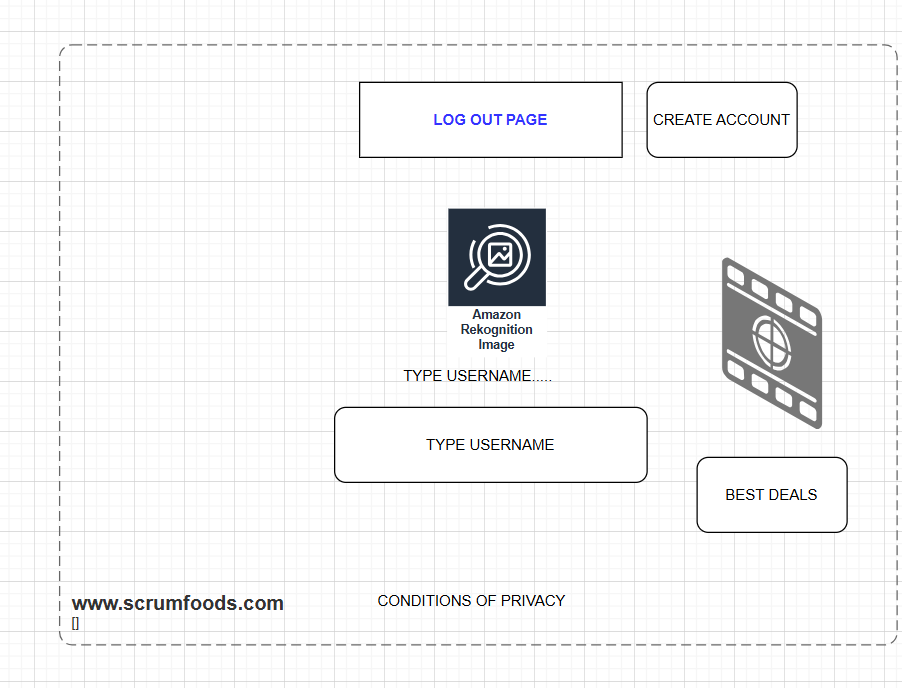 LOG OUT PAGE
CREATE ACCOUNT
Amazon
Rekognition
Image
TYPE USERNAME.....
TYPE USERNAME
BEST DEALS
www.scrumfoods.com
[]
CONDITIONS OF PRIVACY